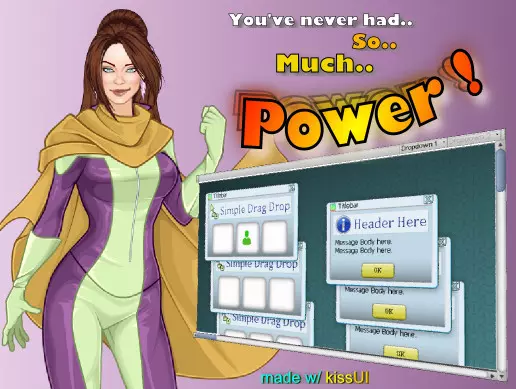 You've never had..
So..
Much..
Power!
Dropdown 1
Titlebar
Simple Drag Drop
Simple Drag Drop
Simple Drag Drop
Titlebar
Header Here
Message Body here.
Message Body here.
OK
Message Body here.
OK
Message Body here.
OK
made w/ kissUI